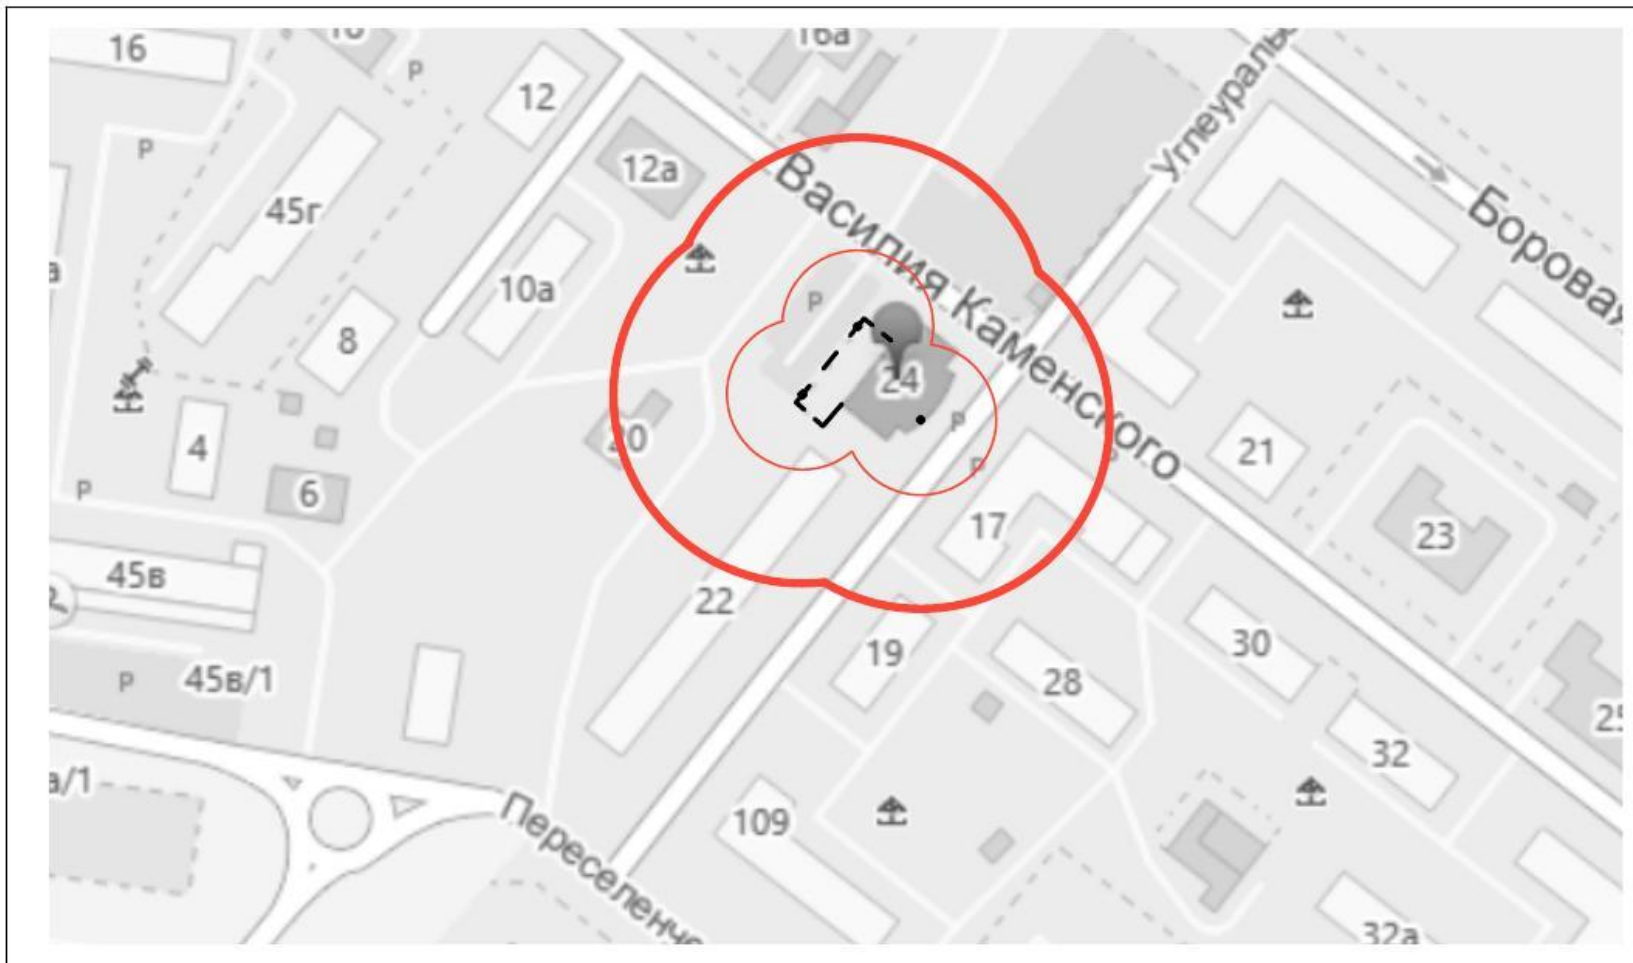 16
16а
12
12а
Углеураль
Р
Р
45г
Василия Каменского
Боровая
10а
8
Р
24
Р
Р
20
21
4
6
Р
17
23
45в
22
19
30
28
45в/1
Р
32
25
а/1
109
Переселенче
32а